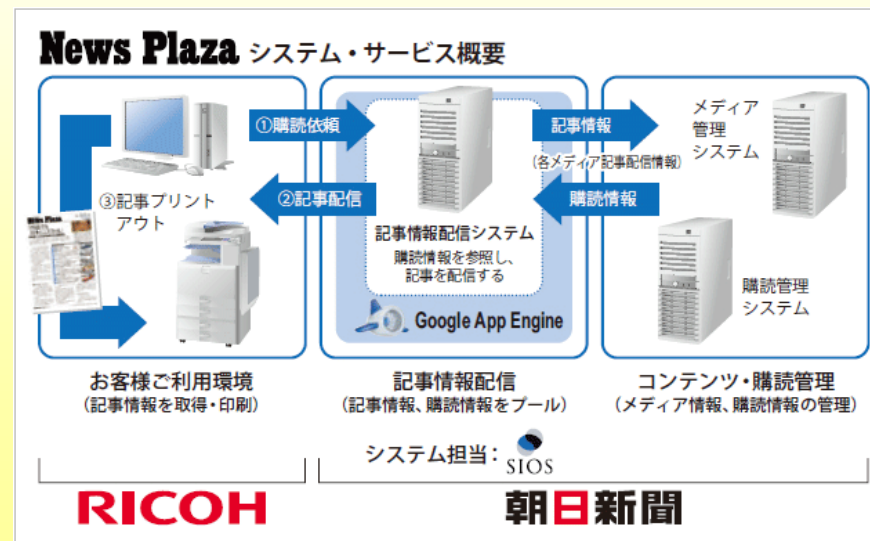 News Plaza システム・サービス概要
①購読依頼
②記事配信
③記事プリント
アウト
News Plaza
記事情報配信システム
購読情報を参照し、
記事を配信する
Google App Engine
記事情報
(各メディア記事配信情報)
購読情報
メディア
管理
システム
購読管理
システム
お客様ご利用環境
(記事情報を取得・印刷)
記事情報配信
(記事情報、購読情報をプール)
コンテンツ・購読管理
(メディア情報、購読情報の管理)
システム担当:
SIOS
RICOH
朝日新聞